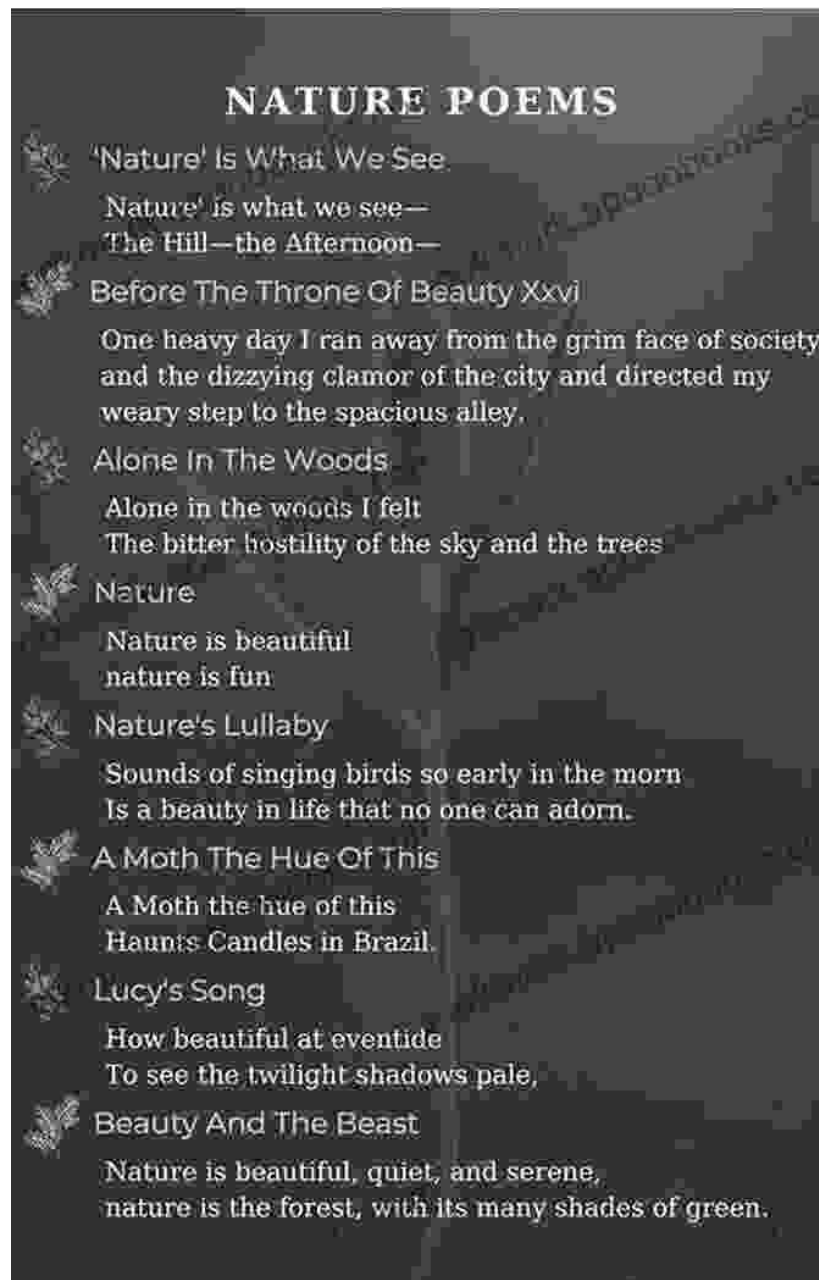 NATURE POEMS
'Nature' Is What We See
Nature' is what we see—
The Hill—the Afternoon—
Before The Throne Of Beauty Xxvi
One heavy day I ran away from the grim face of society
and the dizzying clamor of the city and directed my
weary step to the spacious alley.
Alone In The Woods
Alone in the woods I felt
The bitter hostility of the sky and the trees
Nature
Nature is beautiful
nature is fun
Nature's Lullaby
Sounds of singing birds so early in the morn
Is a beauty in life that no one can adorn.
A Moth The Hue Of This
A Moth the hue of this
Haunts Candles in Brazil.
Lucy's Song
How beautiful at eventide
To see the twilight shadows pale,
Beauty And The Beast
Nature is beautiful, quiet, and serene,
nature is the forest, with its many shades of green.